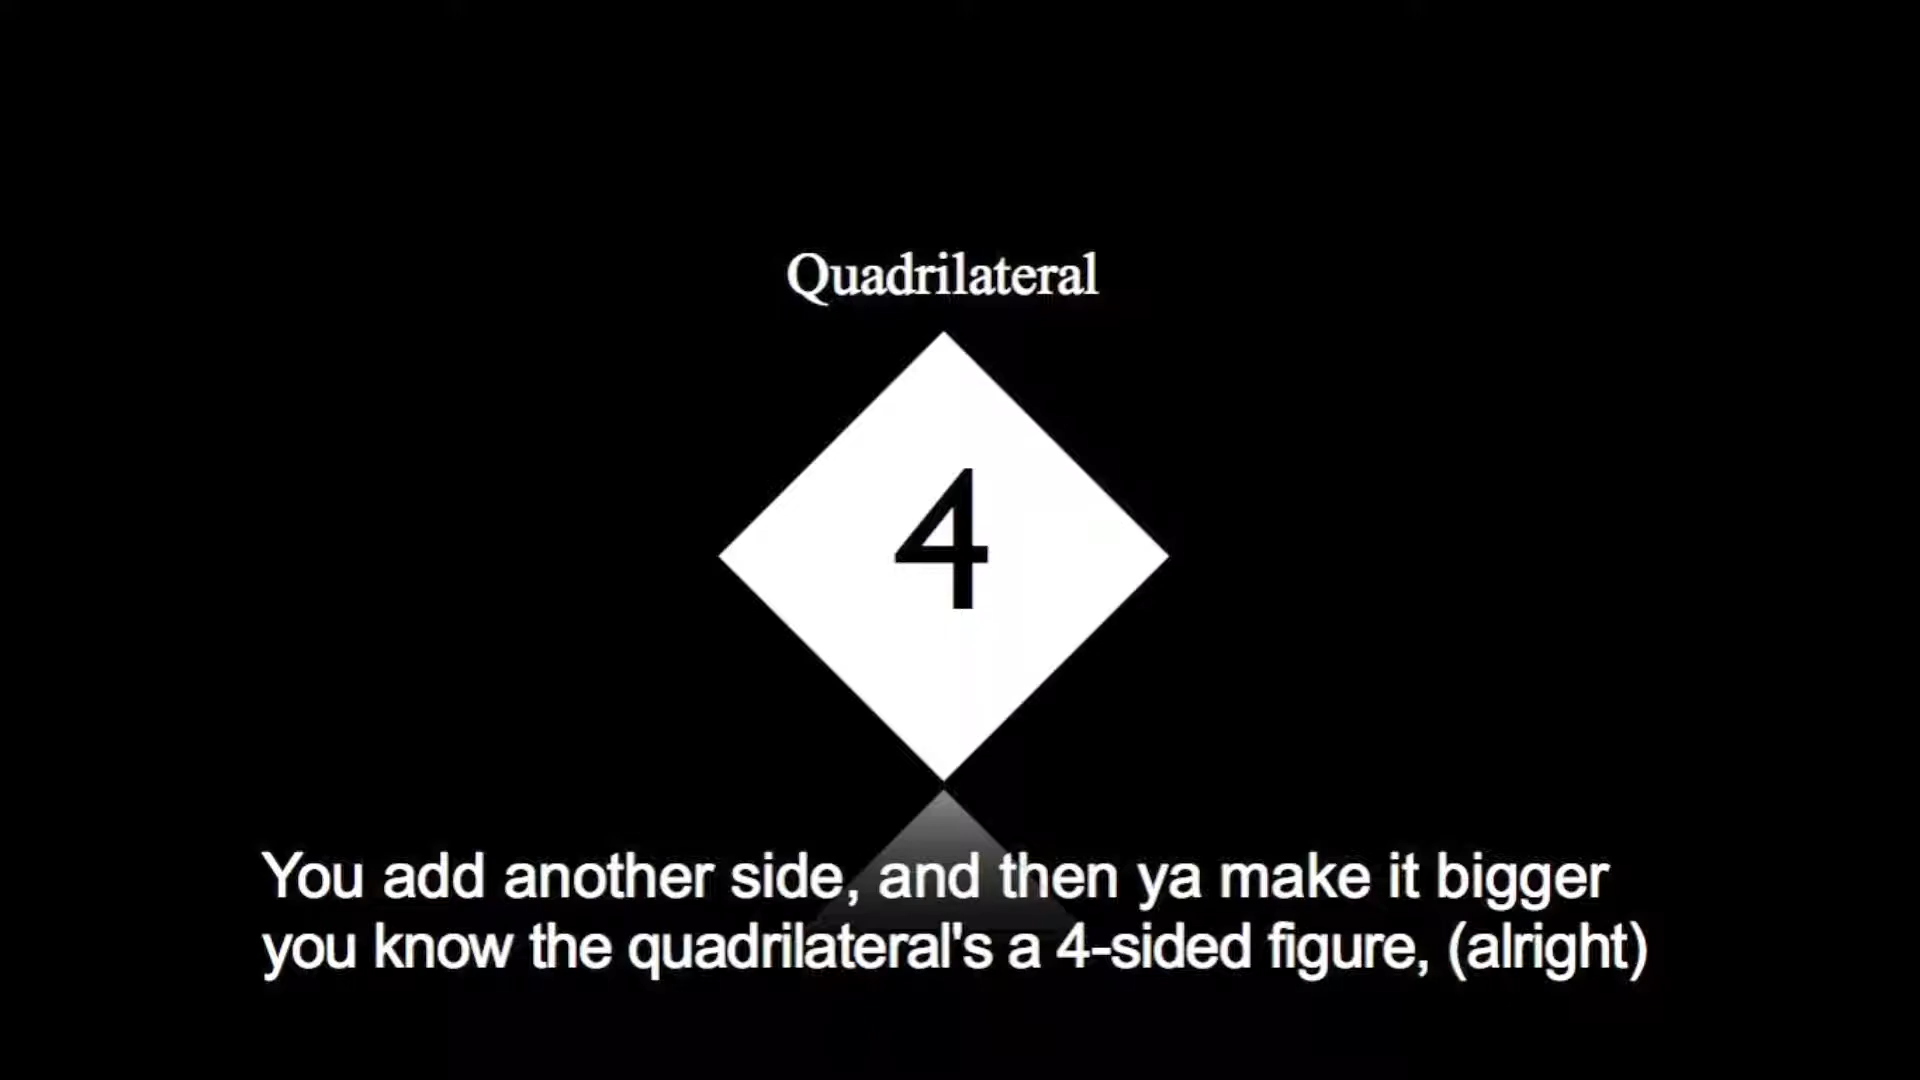 Quadrilateral
4
You add another side, and then ya make it bigger
you know the quadrilateral's a 4-sided figure, (alright)